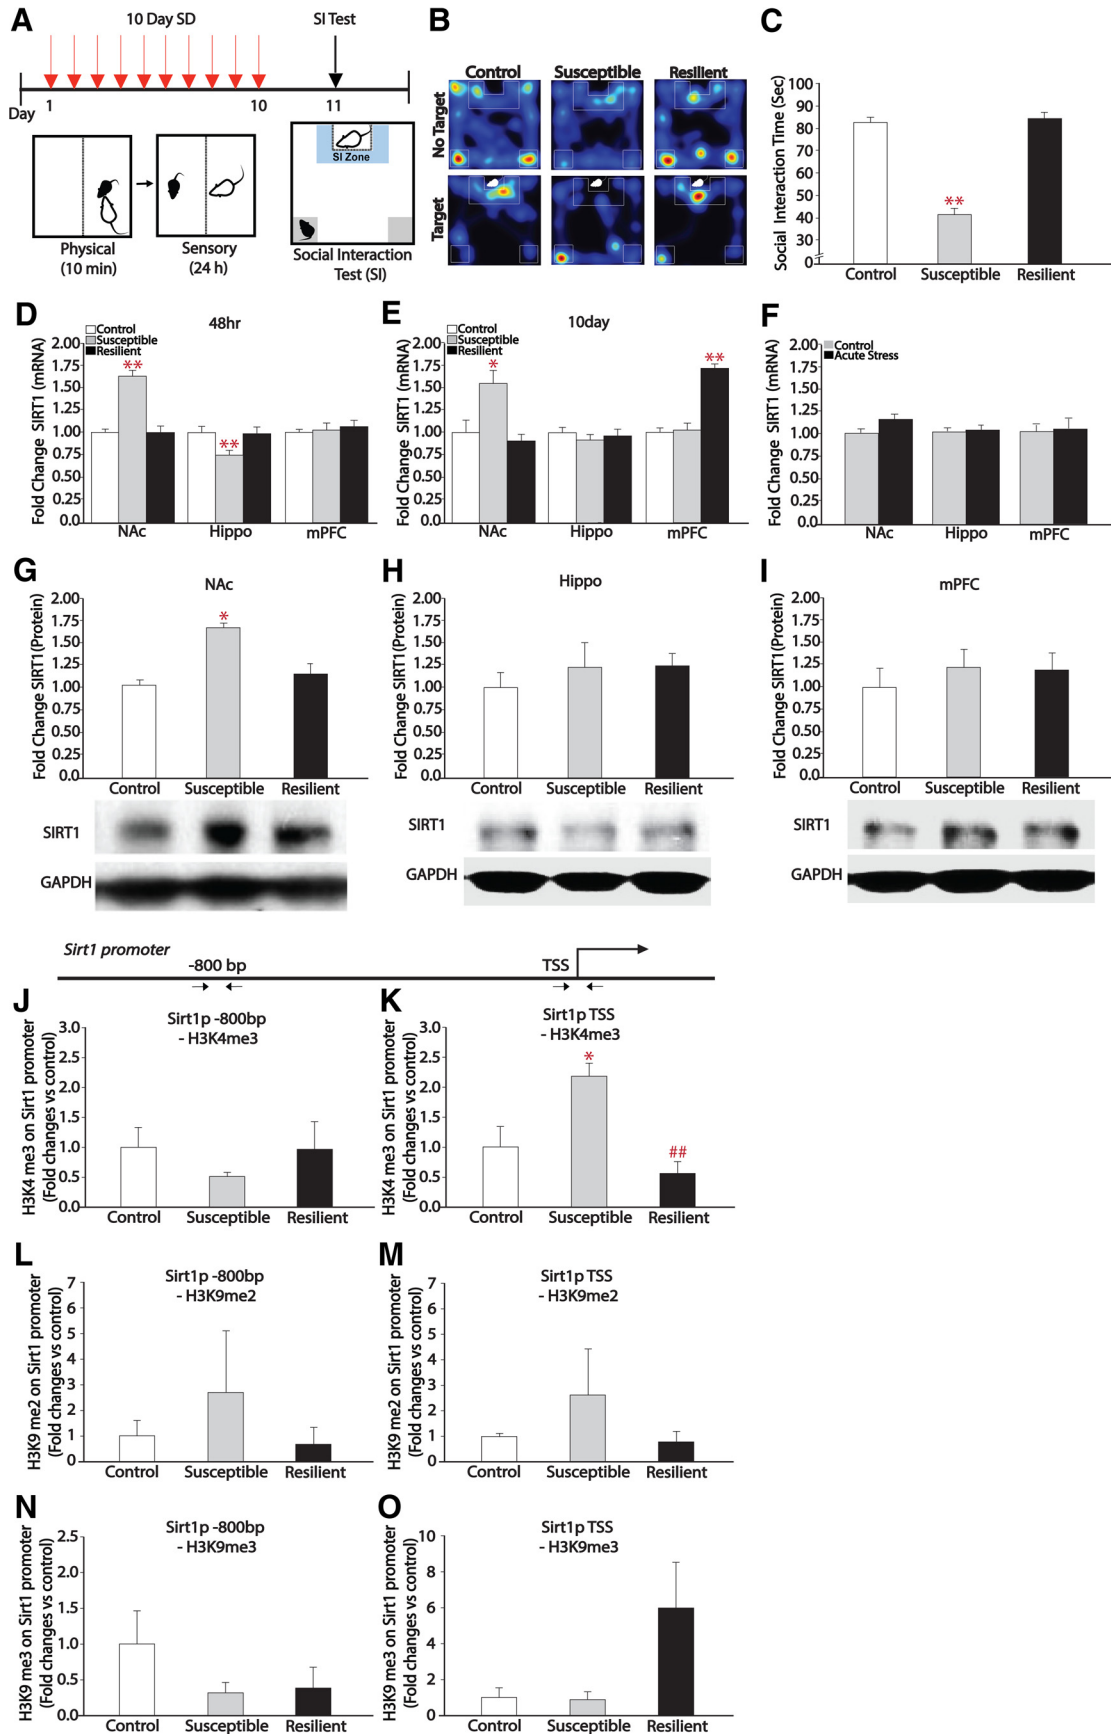 A
10 Day SD
SI Test
Day
1
10
11
SI Zone
Physical
(10 min)
Sensory
(24 h)
Social Interaction
Test (SI)
B
Control
Susceptible
Resilient
No Target
Target
C
Social Interaction Time (Sec)
100
90
80
60
40
30
0
**
Control
Susceptible
Resilient
D
48hr
Control
Susceptible
Resilient
Fold Change SIRT1 (mRNA)
2.00
1.75
1.50
1.25
1.00
0.75
0.50
0.25
0.0
**
**
NAc
Hippo
mPFC
E
10day
Control
Susceptible
Resilient
Fold Change SIRT1 (mRNA)
2.00
1.75
1.50
1.25
1.00
0.75
0.50
0.25
0.0
*
**
NAc
Hippo
mPFC
F
Control
Acute Stress
Fold Change SIRT1 (mRNA)
2.00
1.75
1.50
1.25
1.00
0.75
0.50
0.25
0.0
NAc
Hippo
mPFC
G
NAc
Fold Change SIRT1(Protein)
2.00
1.75
1.50
1.25
1.00
0.75
0.50
0.25
0.0
*
Control
Susceptible
Resilient
SIRT1
GAPDH
H
Hippo
Fold Change SIRT1(Protein)
2.00
1.75
1.50
1.25
1.00
0.75
0.50
0.25
0.0
Control
Susceptible
Resilient
SIRT1
GAPDH
I
mPFC
Fold Change SIRT1(Protein)
2.00
1.75
1.50
1.25
1.00
0.75
0.50
0.25
0.0
Control
Susceptible
Resilient
SIRT1
GAPDH
Sirt1 promoter
-800 bp
TSS
J
Sirt1p -800bp
- H3K4me3
H3K4 me3 on Sirt1 promoter
(Fold changes vs control)
3.0
2.5
2.0
1.5
1.0
0.5
0.0
Control
Susceptible
Resilient
K
Sirt1p TSS
- H3K4me3
H3K4 me3 on Sirt1 promoter
(Fold changes vs control)
3.0
2.5
2.0
1.5
1.0
0.5
0.0
*
##
Control
Susceptible
Resilient
L
Sirt1p -800bp
- H3K9me2
H3K9 me2 on Sirt1 promoter
(Fold changes vs control)
7
6
5
4
3
2
1
0
Control
Susceptible
Resilient
M
Sirt1p TSS
- H3K9me2
H3K9 me2 on Sirt1 promoter
(Fold changes vs control)
7
6
5
4
3
2
1
0
Control
Susceptible
Resilient
N
Sirt1p -800bp
- H3K9me3
H3K9 me3 on Sirt1 promoter
(Fold changes vs control)
2.5
2.0
1.5
1.0
0.5
0.0
Control
Susceptible
Resilient
O
Sirt1p TSS
- H3K9me3
H3K9 me3 on Sirt1 promoter
(Fold changes vs control)
10
8
6
4
2
0
Control
Susceptible
Resilient